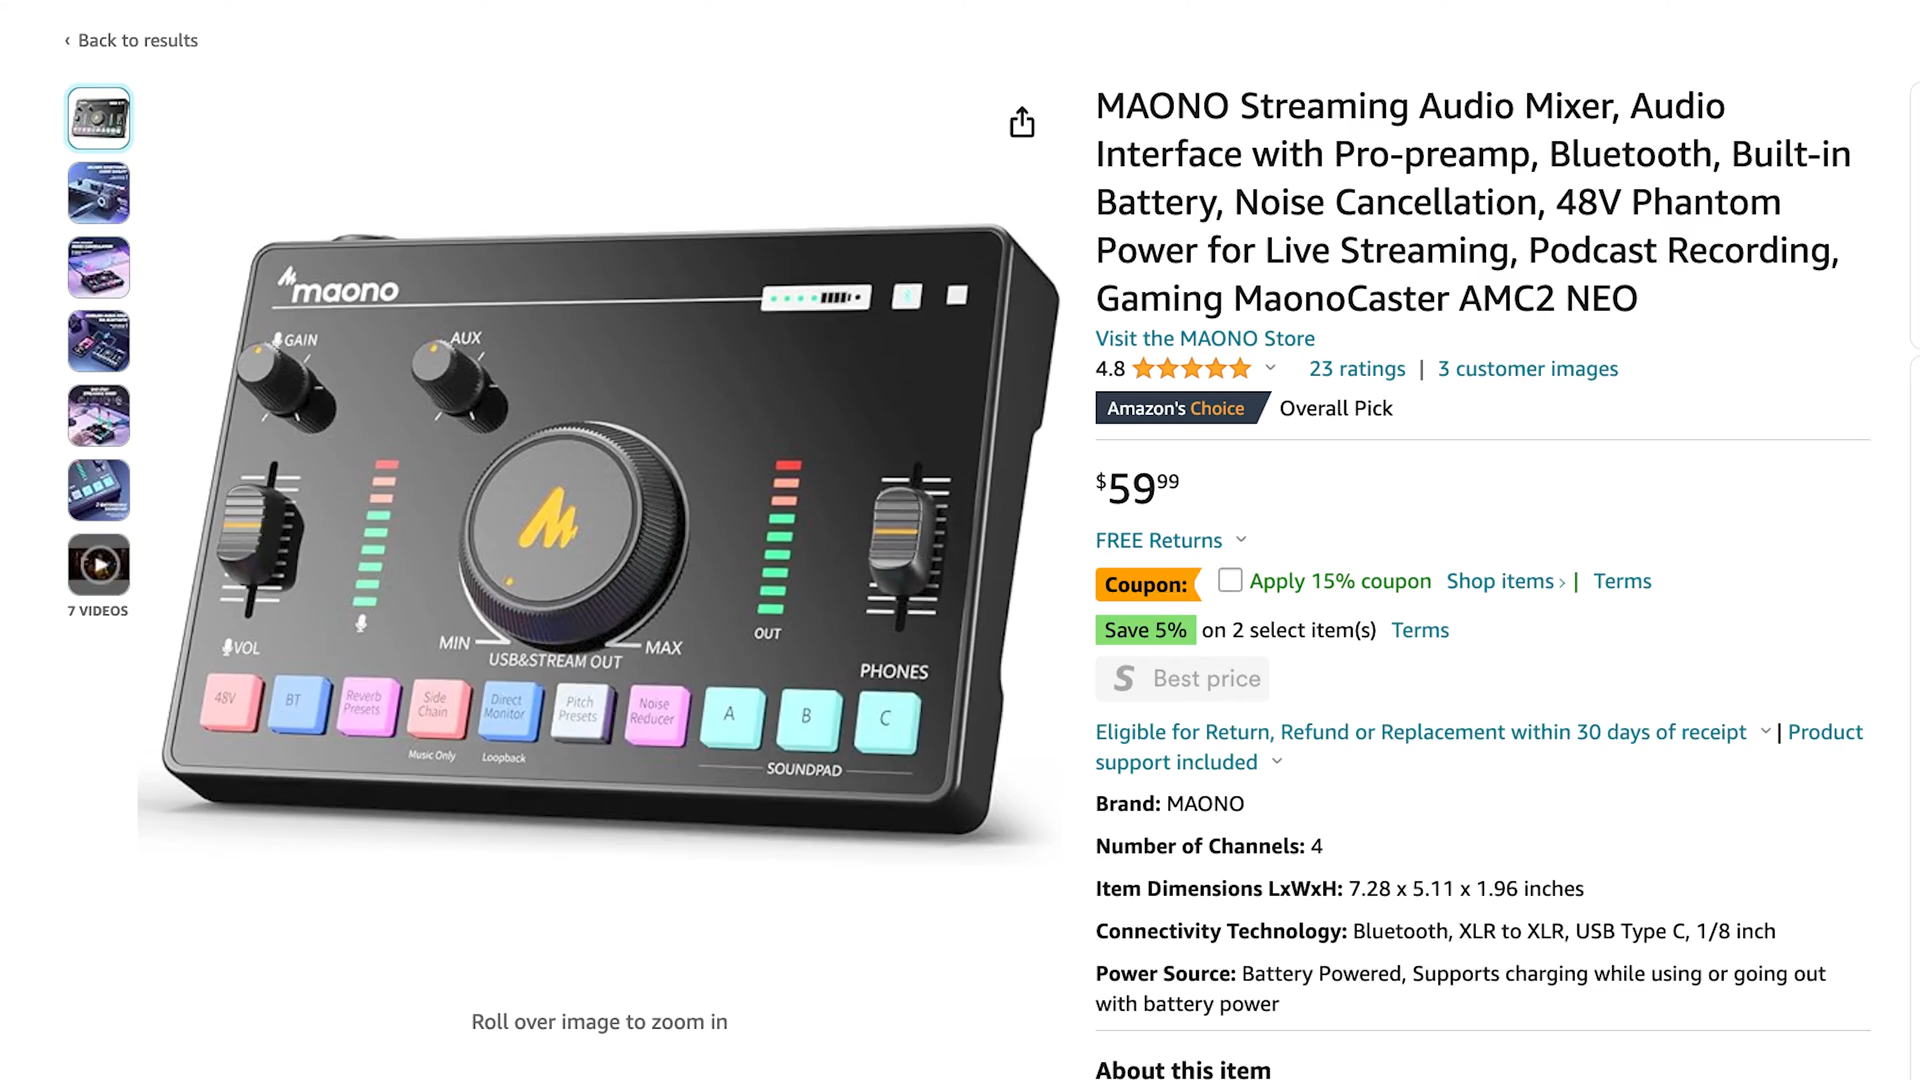 ‹ Back to results
MAONO Streaming Audio Mixer, Audio
Interface with Pro-preamp, Bluetooth, Built-in
Battery, Noise Cancellation, 48V Phantom
Power for Live Streaming, Podcast Recording,
Gaming MaonoCaster AMC2 NEO
Visit the MAONO Store
4.8 23 ratings | 3 customer images
Amazon's Choice Overall Pick
$59 99
FREE Returns
Coupon: Apply 15% coupon Shop items › | Terms
Save 5% on 2 select item(s) Terms
S Best price
Eligible for Return, Refund or Replacement within 30 days of receipt | Product
support included
Brand: MAONO
Number of Channels: 4
Item Dimensions LxWxH: 7.28 x 5.11 x 1.96 inches
Connectivity Technology: Bluetooth, XLR to XLR, USB Type C, 1/8 inch
Power Source: Battery Powered, Supports charging while using or going out
with battery power
About this item
7 VIDEOS
maono
GAIN
AUX
VOL
MIN
MAX
USB&STREAM OUT
OUT
PHONES
48V
BT
Reverb
Presets
Side
Chain
Direct
Monitor
Pitch
Presets
Noise
Reducer
A
B
C
Music Only
Loopback
SOUNDPAD
Roll over image to zoom in